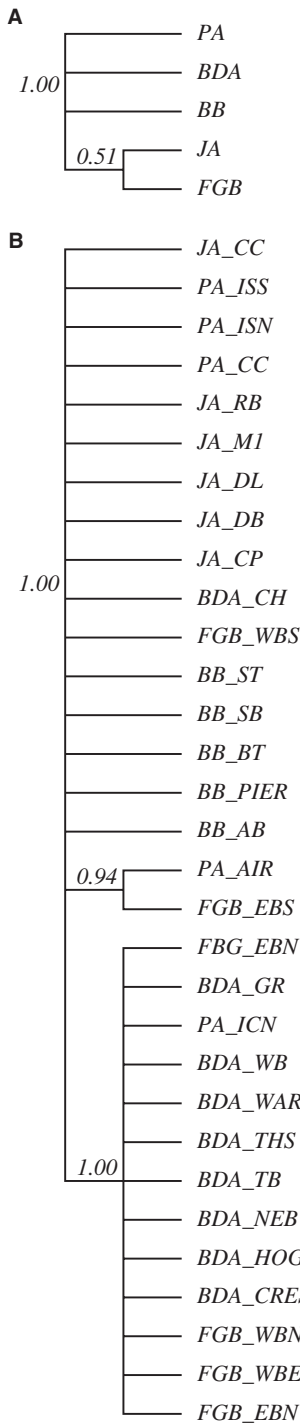 A
PA
BDA
1.00
BB
JA
0.51
FGB
B
JA_CC
PA_ISS
PA_ISN
PA_CC
JA_RB
JA_M1
JA_DL
JA_DB
JA_CP
1.00
BDA_CH
FGB_WBS
BB_ST
BB_SB
BB_BT
BB_PIER
BB_AB
PA_AIR
0.94
FGB_EBS
FBG_EBN
BDA_GR
PA_ICN
BDA_WB
BDA_WAR
BDA_THS
1.00
BDA_TB
BDA_NEB
BDA_HOG
FGB_WBN
FGB_WBE
FGB_EBN